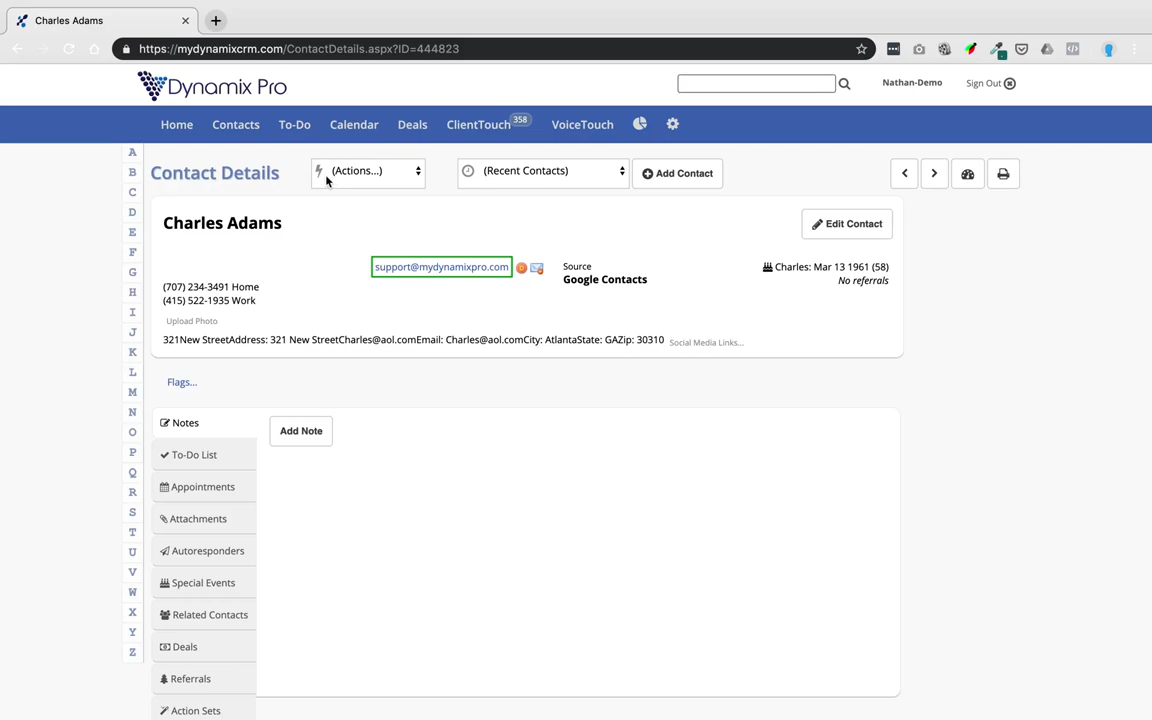 Charles Adams
https://mydynamixcrm.com/ContactDetails.aspx?ID=444823
Dynamix Pro
Nathan-Demo
Sign Out
Home
Contacts
To-Do
Calendar
Deals
ClientTouch 358
VoiceTouch
Contact Details
(Actions...)
(Recent Contacts)
Add Contact
Charles Adams
Edit Contact
support@mydynamixpro.com
Source
Google Contacts
Charles: Mar 13 1961 (58)
No referrals
(707) 234-3491 Home
(415) 522-1935 Work
Upload Photo
321New StreetAddress: 321 New StreetCharles@aol.comEmail: Charles@aol.comCity: AtlantaState: GAZip: 30310
Social Media Links...
Flags...
Notes
Add Note
To-Do List
Appointments
Attachments
Autoresponders
Special Events
Related Contacts
Deals
Referrals
Action Sets
A
B
C
D
E
F
G
H
I
J
K
L
M
N
O
P
Q
R
S
T
U
V
W
X
Y
Z